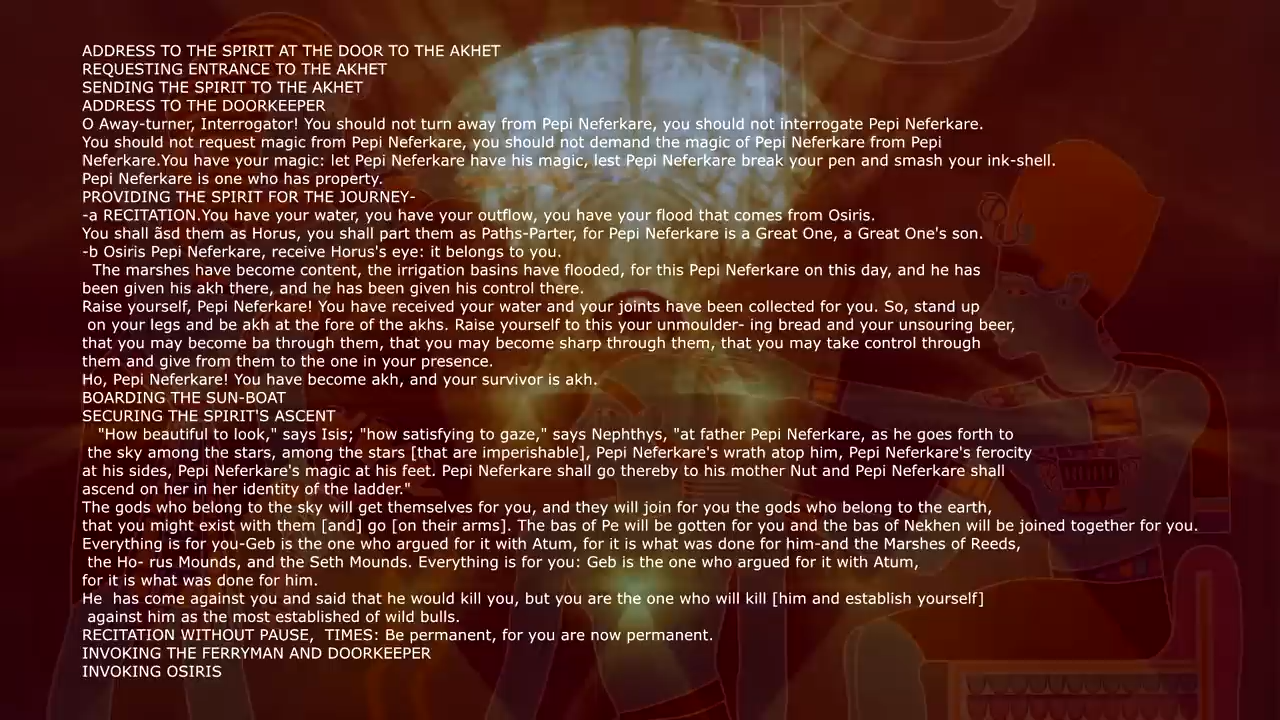 ADDRESS TO THE SPIRIT AT THE DOOR TO THE AKHET
REQUESTING ENTRANCE TO THE AKHET
SENDING THE SPIRIT TO THE AKHET
ADDRESS TO THE DOORKEEPER
O Away-turner, Interrogator! You should not turn away from Pepi Neferkare, you should not interrogate Pepi Neferkare.
You should not request magic from Pepi Neferkare, you should not demand the magic of Pepi Neferkare from Pepi
Neferkare.You have your magic: let Pepi Neferkare have his magic, lest Pepi Neferkare break your pen and smash your ink-shell.
Pepi Neferkare is one who has property.
PROVIDING THE SPIRIT FOR THE JOURNEY-
-a RECITATION.You have your water, you have your outflow, you have your flood that comes from Osiris.
You shall ãsd them as Horus, you shall part them as Paths-Parter, for Pepi Neferkare is a Great One, a Great One's son.
-b Osiris Pepi Neferkare, receive Horus's eye: it belongs to you.
The marshes have become content, the irrigation basins have flooded, for this Pepi Neferkare on this day, and he has
been given his akh there, and he has been given his control there.
Raise yourself, Pepi Neferkare! You have received your water and your joints have been collected for you. So, stand up
on your legs and be akh at the fore of the akhs. Raise yourself to this your unmoulder- ing bread and your unsouring beer,
that you may become ba through them, that you may become sharp through them, that you may take control through
them and give from them to the one in your presence.
Ho, Pepi Neferkare! You have become akh, and your survivor is akh.
BOARDING THE SUN-BOAT
SECURING THE SPIRIT'S ASCENT
"How beautiful to look," says Isis; "how satisfying to gaze," says Nephthys, "at father Pepi Neferkare, as he goes forth to
the sky among the stars, among the stars [that are imperishable], Pepi Neferkare's wrath atop him, Pepi Neferkare's ferocity
at his sides, Pepi Neferkare's magic at his feet. Pepi Neferkare shall go thereby to his mother Nut and Pepi Neferkare shall
ascend on her in her identity of the ladder."
The gods who belong to the sky will get themselves for you, and they will join for you the gods who belong to the earth,
that you might exist with them [and] go [on their arms]. The bas of Pe will be gotten for you and the bas of Nekhen will be joined together for you.
Everything is for you-Geb is the one who argued for it with Atum, for it is what was done for him-and the Marshes of Reeds,
the Ho- rus Mounds, and the Seth Mounds. Everything is for you: Geb is the one who argued for it with Atum,
for it is what was done for him.
He  has come against you and said that he would kill you, but you are the one who will kill [him and establish yourself]
against him as the most established of wild bulls.
RECITATION WITHOUT PAUSE,  TIMES: Be permanent, for you are now permanent.
INVOKING THE FERRYMAN AND DOORKEEPER
INVOKING OSIRIS